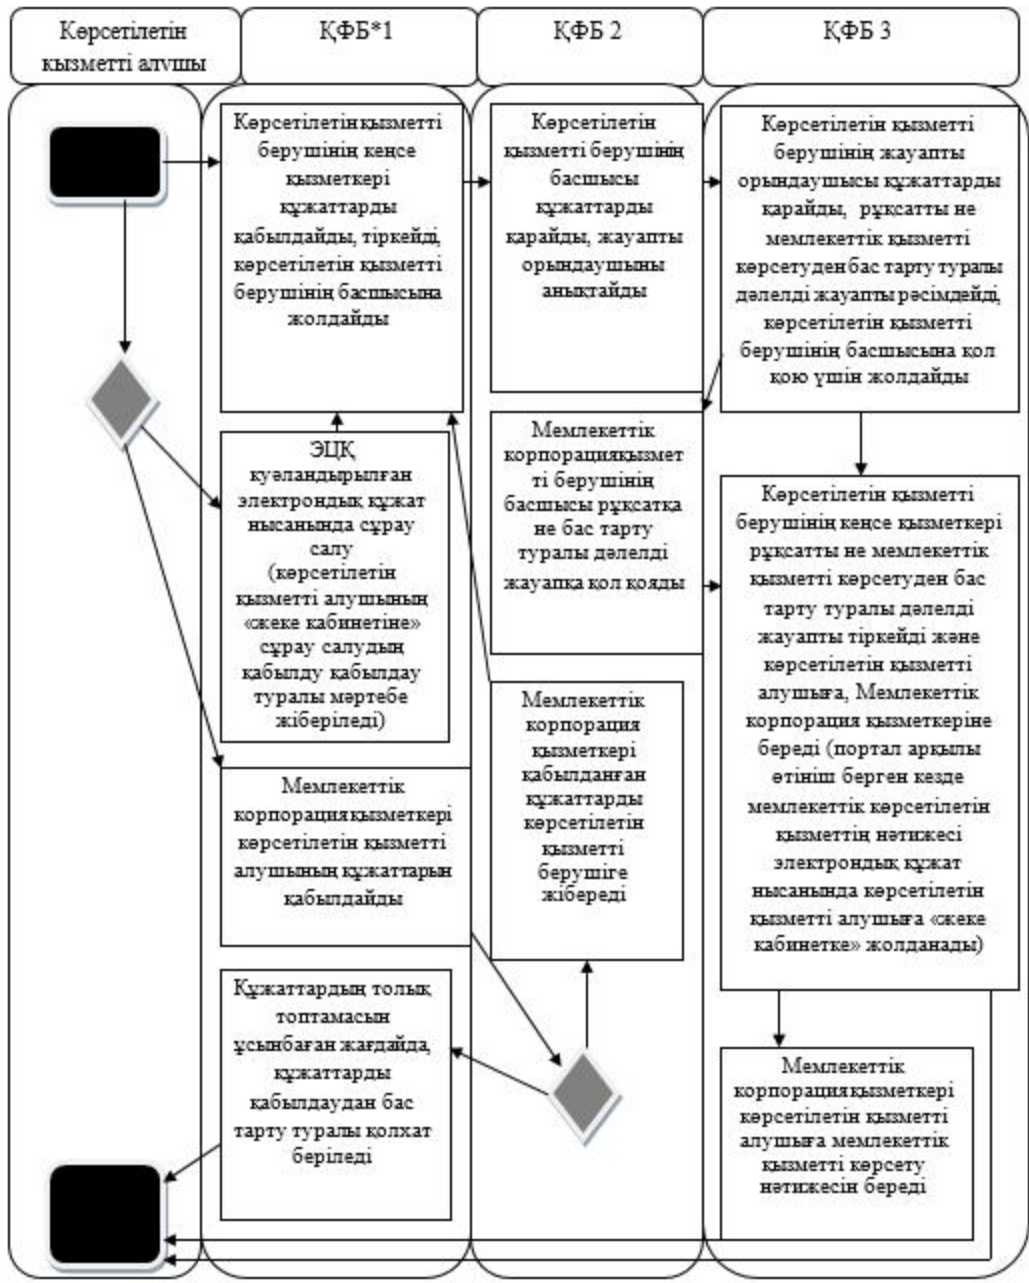 Көрсетілетін
қызметті алушы
ҚФБ*1
ҚФБ 2
ҚФБ 3
Көрсетілетін қызметті
берушінің кеңсе
қызметкері
құжаттарды
қабылдайды, тіркейді,
көрсетілетін қызметті
берушінің басшысына
жолдайды
Көрсетілетін
қызметті берушінің
басшысы
құжаттарды
қарайды, жауапты
орындаушыны
анықтайды
Көрсетілетін қызметті
берушінің жауапты
орындаушысы құжаттарды
қарайды, рұқсатты не
мемлекеттік қызметті
көрсетуден бас тарту туралы
дәлелді жауапты рәсімдейді,
көрсетілетін қызметті
берушінің басшысына қол
қою үшін жолдайды
ЭЦҚ
куәландырылған
электрондық құжат
нысанында сұрау
салу
(көрсетілетін
қызметті алушының
«жеке кабинетіне»
сұрау салудың
қабылду қабылдау
туралы мәртебе
жіберіледі)
Мемлекеттік
корпорацияқызмет
ті берушінің
басшысы рұқсатқа
не бас тарту
туралы дәлелді
жауапқа қол қояды
Көрсетілетін қызметті
берушінің кеңсе қызметкері
рұқсатты не мемлекеттік
қызметті көрсетуден бас
тарту туралы дәлелді
жауапты тіркейді және
көрсетілетін қызметті
алушыға, Мемлекеттік
корпорация қызметкеріне
береді (портал арқылы
өтініш берген кезде
мемлекеттік көрсетілетін
қызметтің нәтижесі
электрондық құжат
нысанында көрсетілетін
қызметті алушыға «жеке
кабинетке» жолданады)
Мемлекеттік
корпорация қызметкері
көрсетілетін қызметті
алушының құжаттарын
қабылдайды
Мемлекеттік
корпорация
қызметкері
қабылданған
құжаттарды
көрсетілетін
қызметті
берушіге
жібереді
Құжаттардың толық
топтамасын
ұсынбаған жағдайда,
құжаттарды
қабылдаудан бас
тарту туралы қолхат
беріледі
Мемлекеттік
корпорация қызметкері
көрсетілетін қызметті
алушыға мемлекеттік
қызметті көрсету
нәтижесін береді